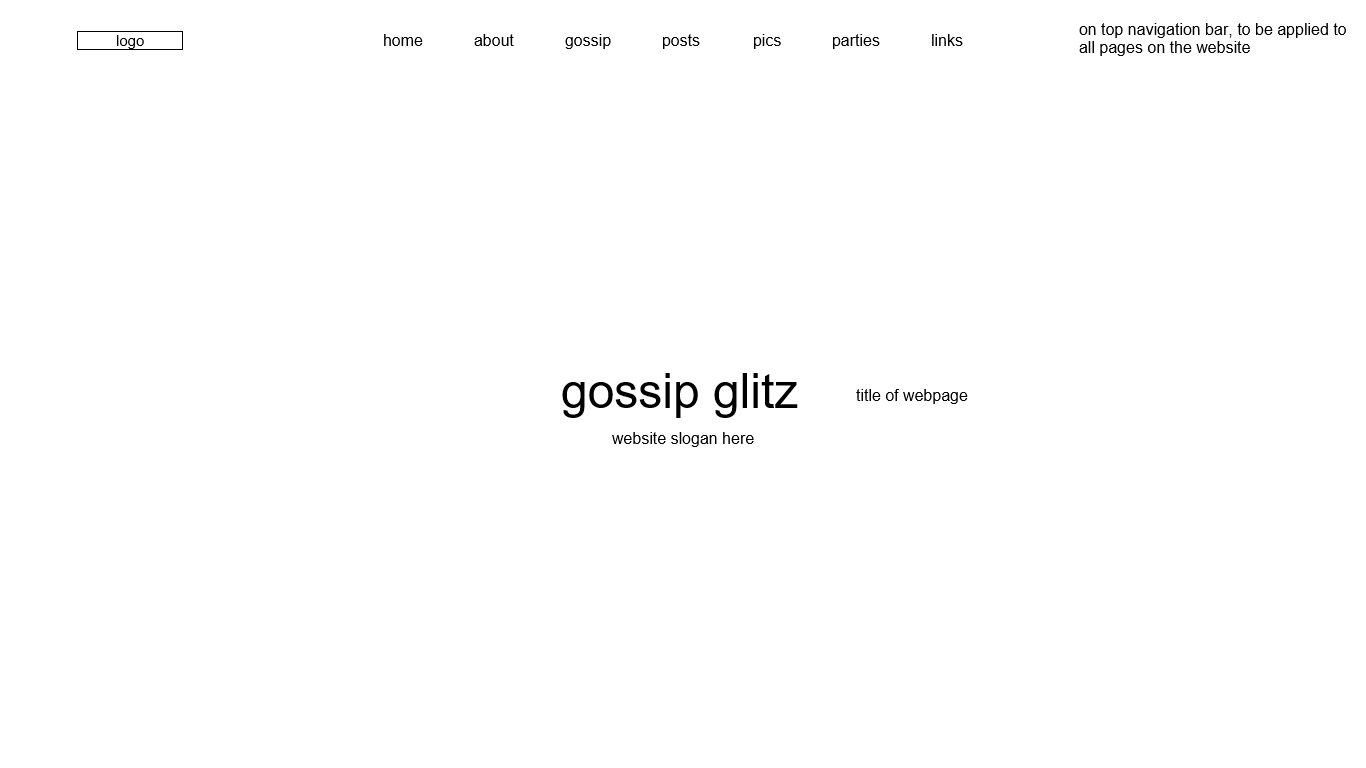 logo
home about gossip posts pics parties links
on top navigation bar, to be applied to
all pages on the website
gossip glitz
title of webpage
website slogan here